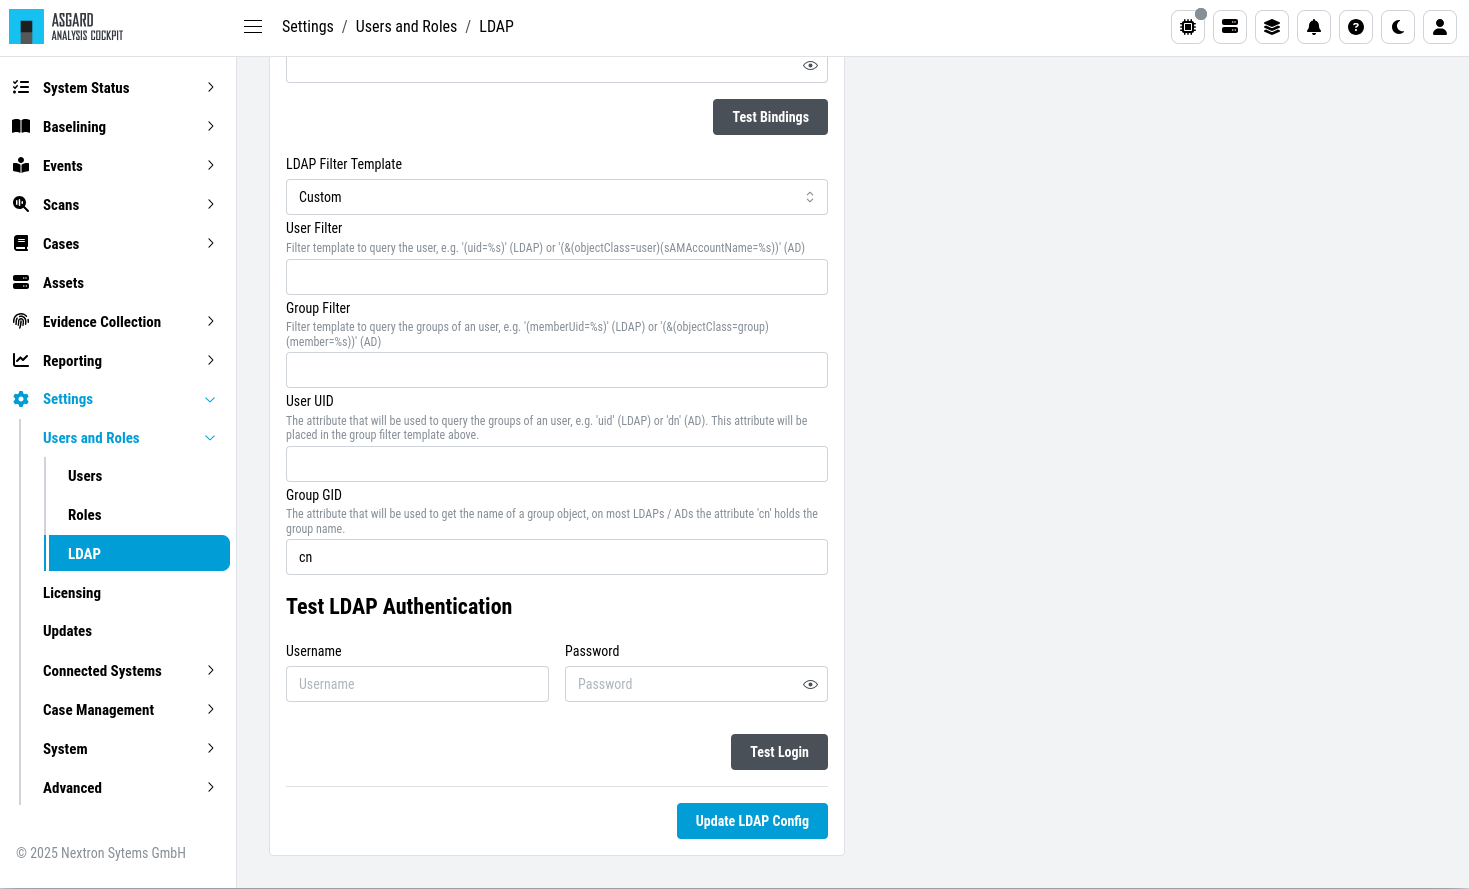 ASGARD
ANALYSIS COCKPIT
Settings / Users and Roles / LDAP
System Status
Baselining
Events
Scans
Cases
Assets
Evidence Collection
Reporting
Settings
Users and Roles
Users
Roles
LDAP
Licensing
Updates
Connected Systems
Case Management
System
Advanced
© 2025 Nextron Sytems GmbH
Test Bindings
LDAP Filter Template
Custom
User Filter
Filter template to query the user, e.g. '(uid=%s)' (LDAP) or '(&(objectClass=user)(sAMAccountName=%s))' (AD)
Group Filter
Filter template to query the groups of an user, e.g. '(memberUid=%s)' (LDAP) or '(&(objectClass=group)
(member=%s))' (AD)
User UID
The attribute that will be used to query the groups of an user, e.g. 'uid' (LDAP) or 'dn' (AD). This attribute will be
placed in the group filter template above.
Group GID
The attribute that will be used to get the name of a group object, on most LDAPs / ADs the attribute 'cn' holds the
group name.
cn
Test LDAP Authentication
Username Password
Username Password
Test Login
Update LDAP Config